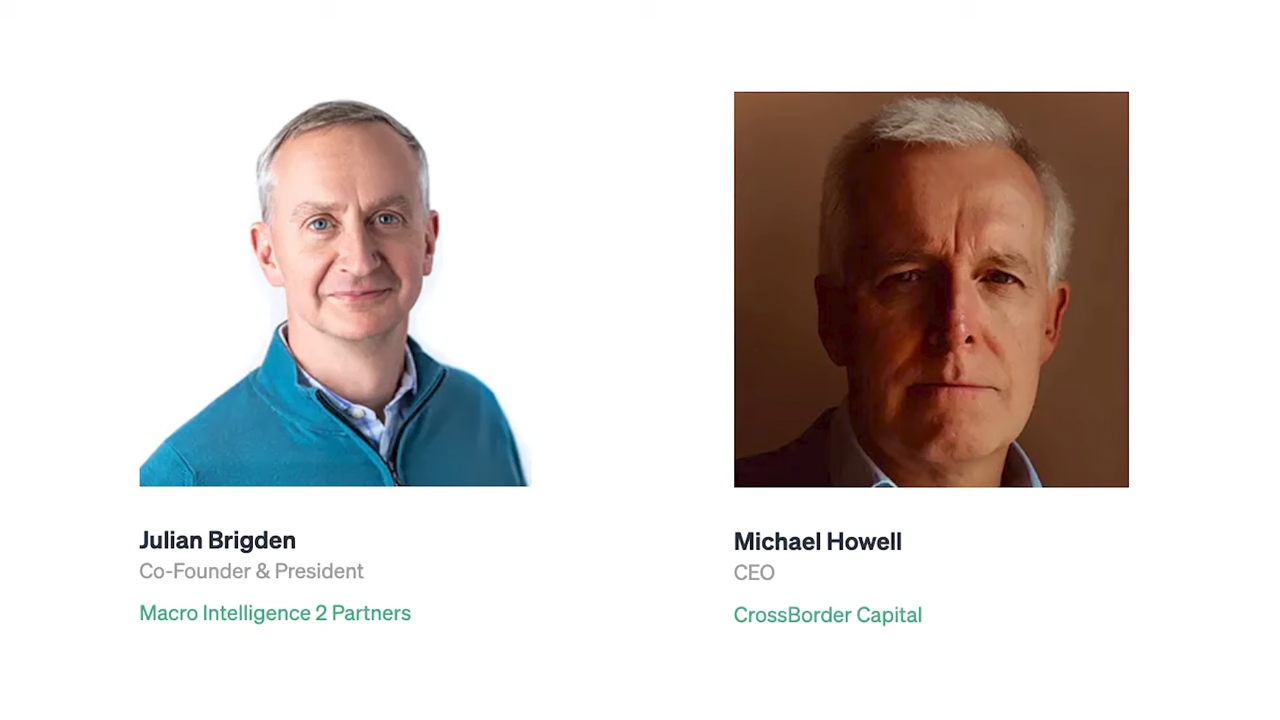 Julian Brigden
Co-Founder & President
Macro Intelligence 2 Partners
Michael Howell
CEO
CrossBorder Capital